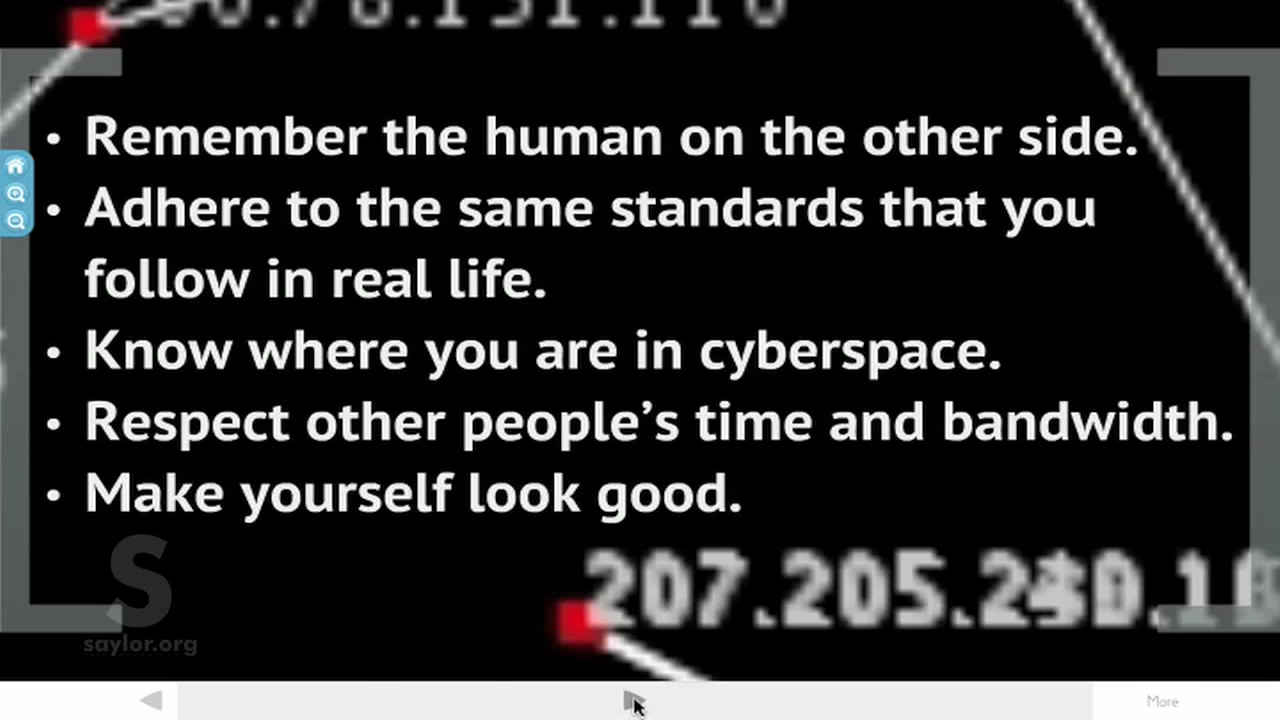 • Remember the human on the other side.
• Adhere to the same standards that you
follow in real life.
• Know where you are in cyberspace.
• Respect other people’s time and bandwidth.
• Make yourself look good.
S
saylor.org
More